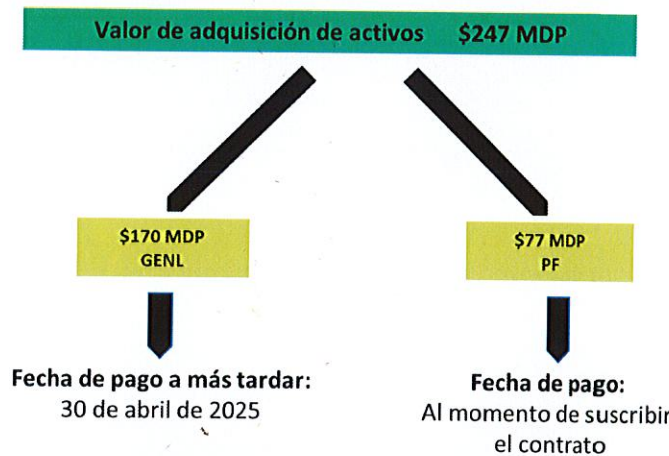 Valor de adquisición de activos $247 MDP
$170 MDP
GENL
$77 MDP
PF
Fecha de pago a más tardar:
30 de abril de 2025
Fecha de pago:
Al momento de suscribir
el contrato